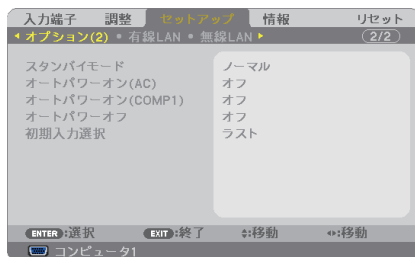 入力端子 調整 セットアップ 情報 リセット
オプション(2) 有線LAN 無線LAN (2/2)
スタンバイモード ノーマル
オートパワーオン(AC) オフ
オートパワーオン(COMP1) オフ
オートパワーオフ オフ
初期入力選択 ラスト
ENTER:選択 EXIT:終了 :移動 :移動
コンピュータ1